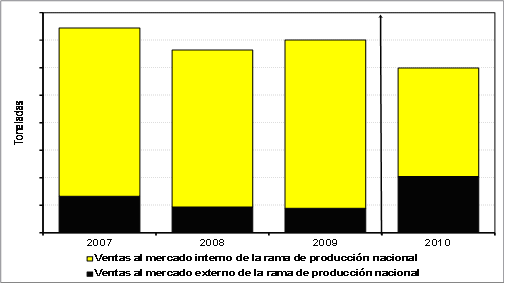 Toneladas
2007 2008 2009 2010
Ventas al mercado interno de la rama de producción nacional
Ventas al mercado externo de la rama de producción nacional